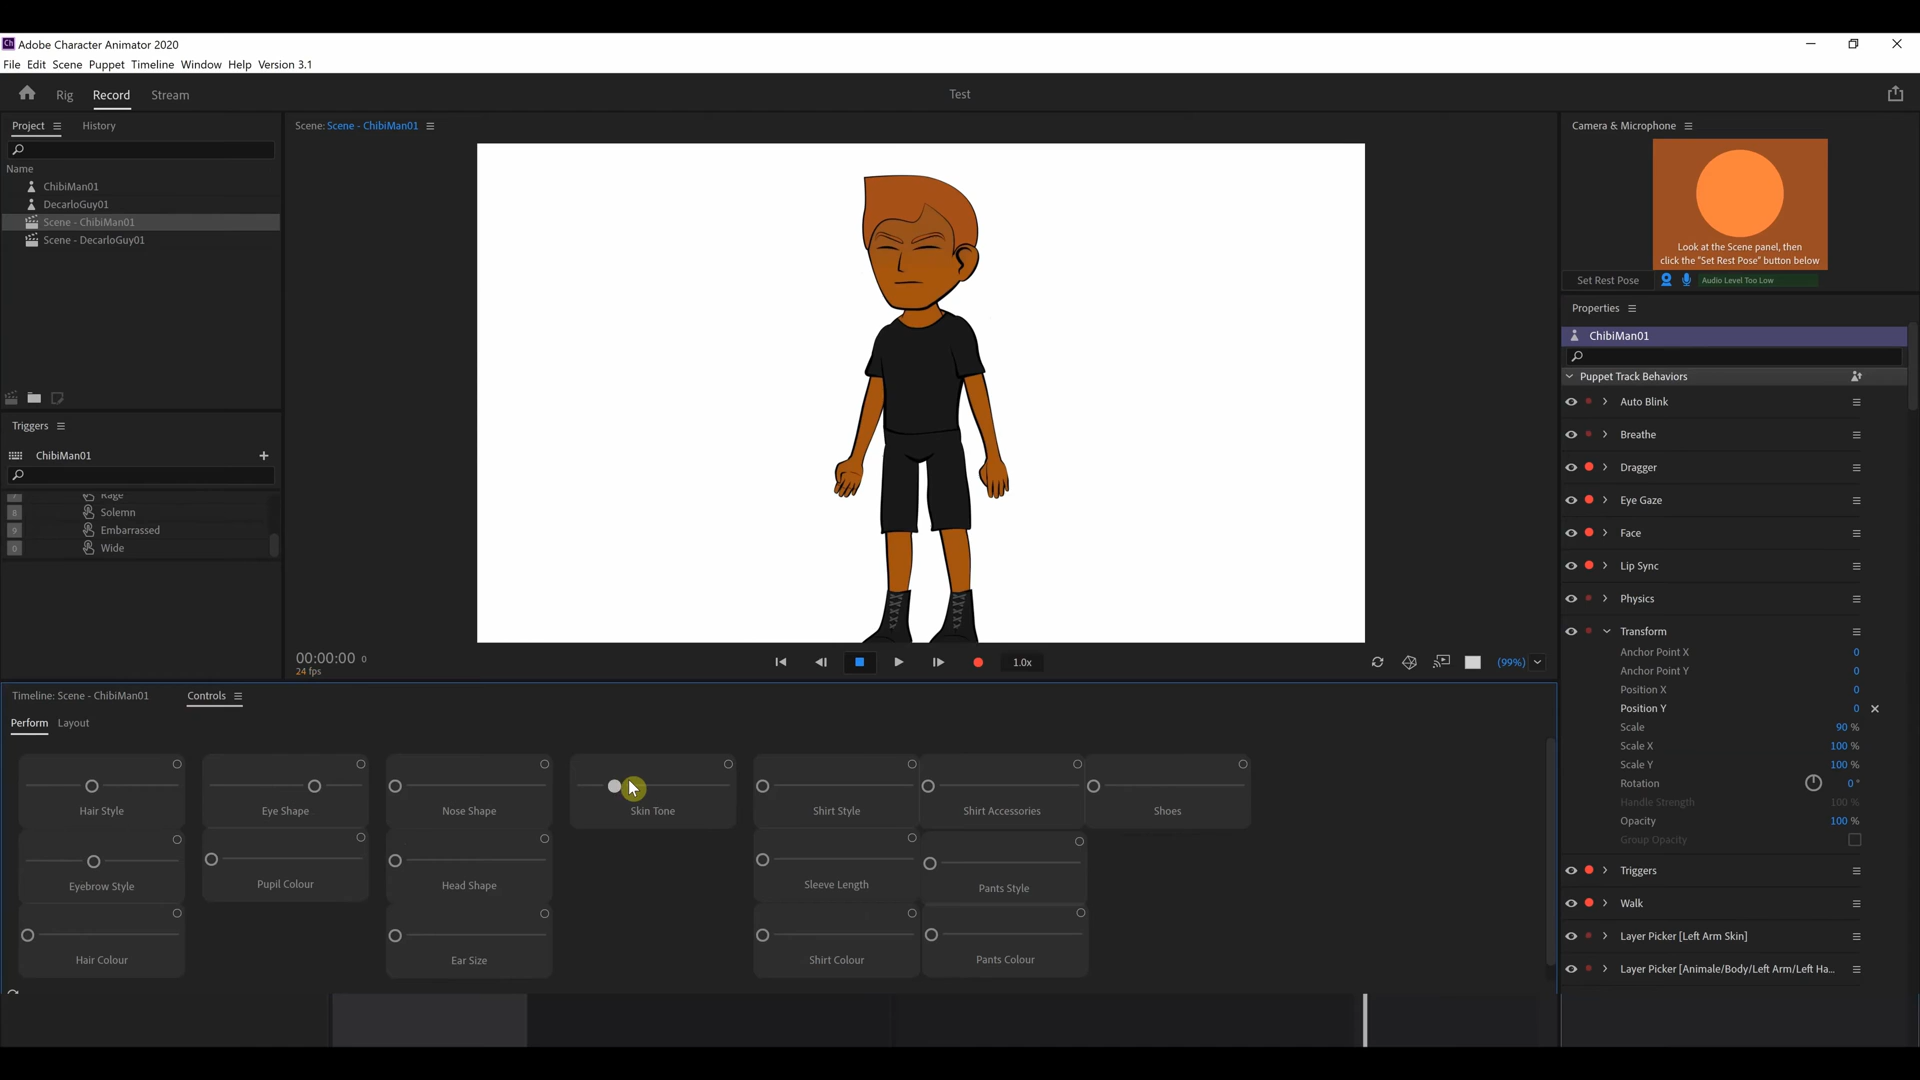 Ch Adobe Character Animator 2020
File Edit Scene Puppet Timeline Window Help Version 3.1
Rig Record Stream
Test
Project History
Name
ChibiMan01
DecarloGuy01
Scene - ChibiMan01
Scene - DecarloGuy01
Triggers
ChibiMan01
7 Rage
8 Solemn
9 Embarrassed
0 Wide
Scene: Scene - ChibiMan01
00:00:00 0
24 fps
1.0x
(99%)
Timeline: Scene - ChibiMan01 Controls
Perform Layout
Hair Style
Eye Shape
Nose Shape
Skin Tone
Shirt Style
Shirt Accessories
Shoes
Eyebrow Style
Pupil Colour
Head Shape
Sleeve Length
Pants Style
Hair Colour
Ear Size
Shirt Colour
Pants Colour
Camera & Microphone
Look at the Scene panel, then
click the "Set Rest Pose" button below
Set Rest Pose Audio Level Too Low
Properties
ChibiMan01
Puppet Track Behaviors
Auto Blink
Breathe
Dragger
Eye Gaze
Face
Lip Sync
Physics
Transform
Anchor Point X 0
Anchor Point Y 0
Position X 0
Position Y 0
Scale 90 %
Scale X 100 %
Scale Y 100 %
Rotation 0 °
Handle Strength 100 %
Opacity 100 %
Group Opacity
Triggers
Walk
Layer Picker [Left Arm Skin]
Layer Picker [Animale/Body/Left Arm/Left Ha...